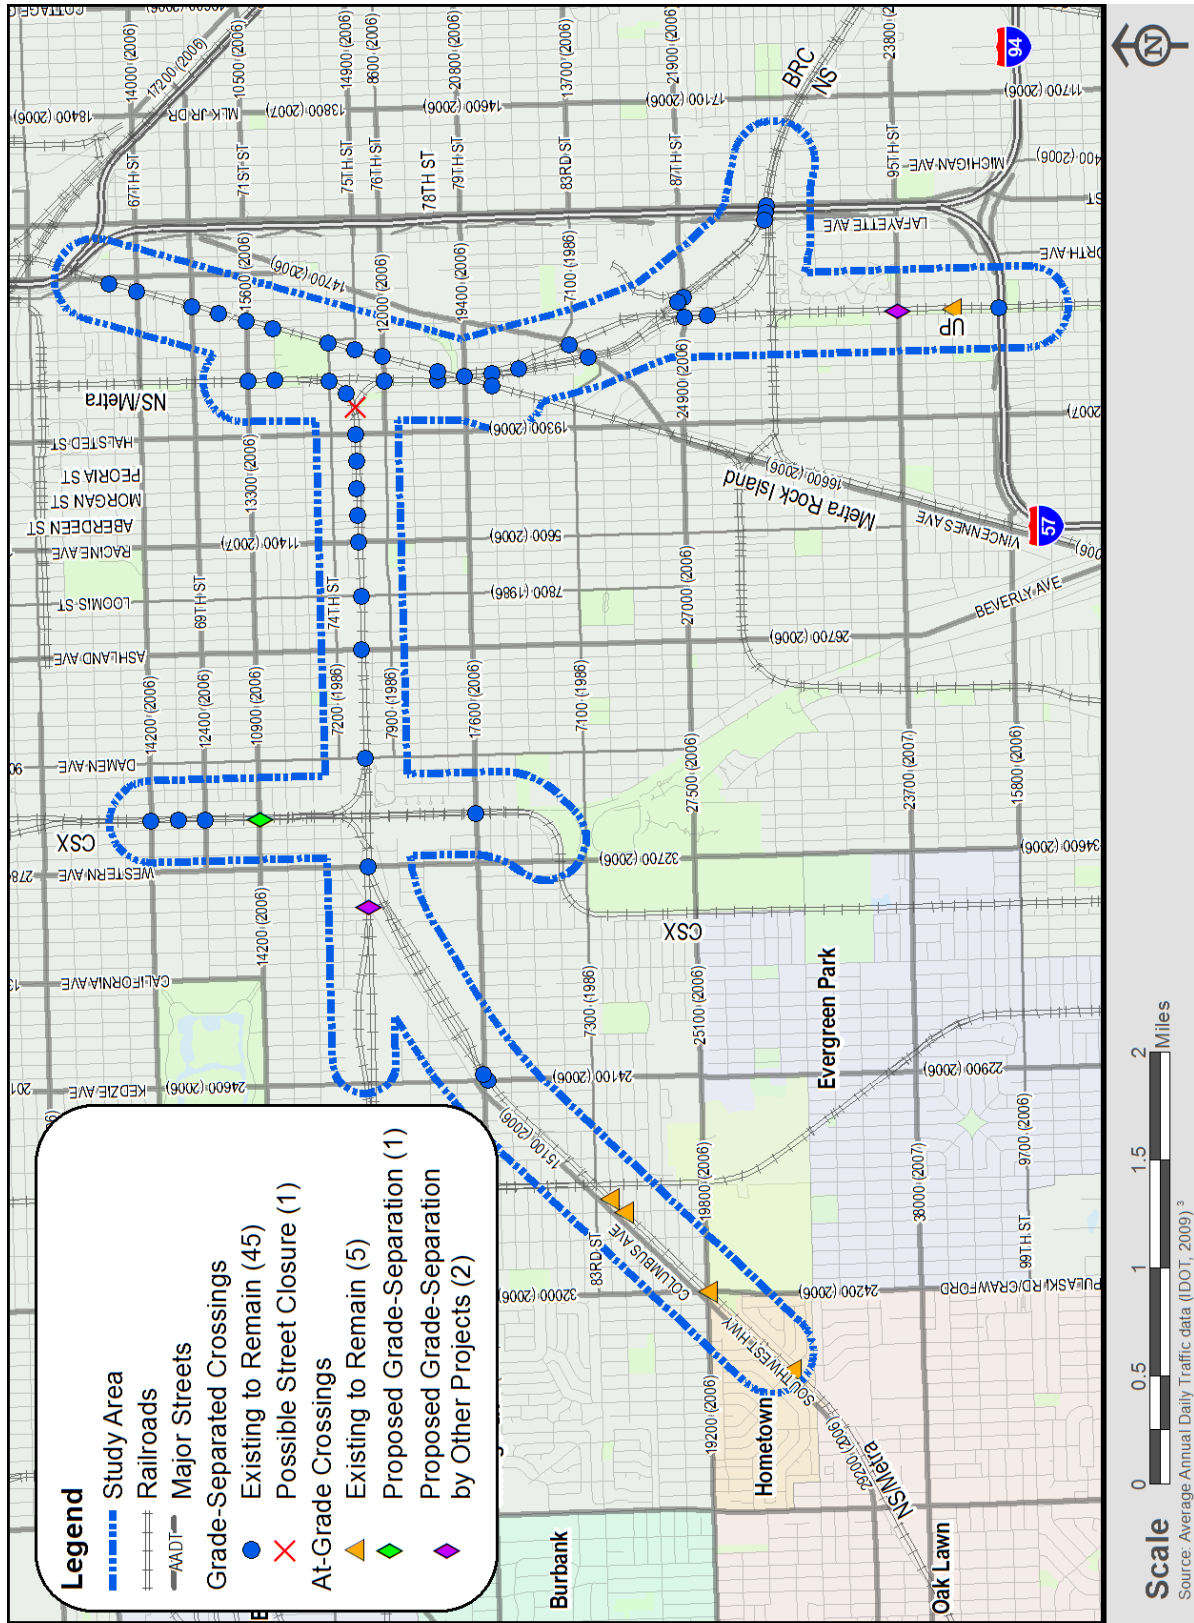 Legend
Study Area
Railroads
AADT Major Streets
Grade-Separated Crossings
Existing to Remain (45)
Possible Street Closure (1)
At-Grade Crossings
Existing to Remain (5)
Proposed Grade-Separation (1)
Proposed Grade-Separation
by Other Projects (2)
CSX
NS/Metra
BRC
NS
UP
Metra Rock Island
CSX
NS/Metra
Burbank
Hometown
Oak Lawn
Evergreen Park
KEDZIE AVE
CALIFORNIA AVE
WESTERN AVE
DAMEN AVE
ASHLAND AVE
LOOMIS ST
RACINE AVE
ABERDEEN ST
MORGAN ST
PEORIA ST
HALSTED ST
MLK JR DR
MICHIGAN AVE
LAFAYETTE AVE
VINCENNES AVE
BEVERLY AVE
COLUMBUS AVE
SOUTHWEST HWY
PULASKI RD/CRAWFORD
67TH ST
69TH ST
71ST ST
74TH ST
75TH ST
76TH ST
78TH ST
79TH ST
83RD ST
83RD ST
87TH ST
95TH ST
99TH ST
14200 (2006)
12400 (2006)
10900 (2006)
14200 (2006)
24600 (2006)
7200 (1986)
7900 (1986)
17600 (2006)
7100 (1986)
27500 (2006)
23700 (2007)
15800 (2006)
32700 (2006)
34600 (2006)
24100 (2006)
15100 (2006)
7300 (1986)
25100 (2006)
22900 (2006)
19800 (2006)
38000 (2007)
9700 (2006)
32000 (2006)
24200 (2006)
19200 (2006)
29200 (2006)
13300 (2006)
11400 (2007)
5600 (2006)
7800 (1986)
27000 (2006)
26700 (2006)
19300 (2006)
24900 (2006)
16600 (2006)
15600 (2006)
14700 (2006)
12000 (2006)
19400 (2006)
7100 (1986)
14000 (2006)
17200 (2006)
10500 (2006)
18400 (2006)
13800 (2007)
14900 (2006)
8600 (2006)
20800 (2006)
14600 (2006)
13700 (2006)
21900 (2006)
17100 (2006)
11700 (2006)
94
57
N
Scale
0
0.5
1
1.5
2
Miles
Source: Average Annual Daily Traffic data (IDOT, 2009) ³